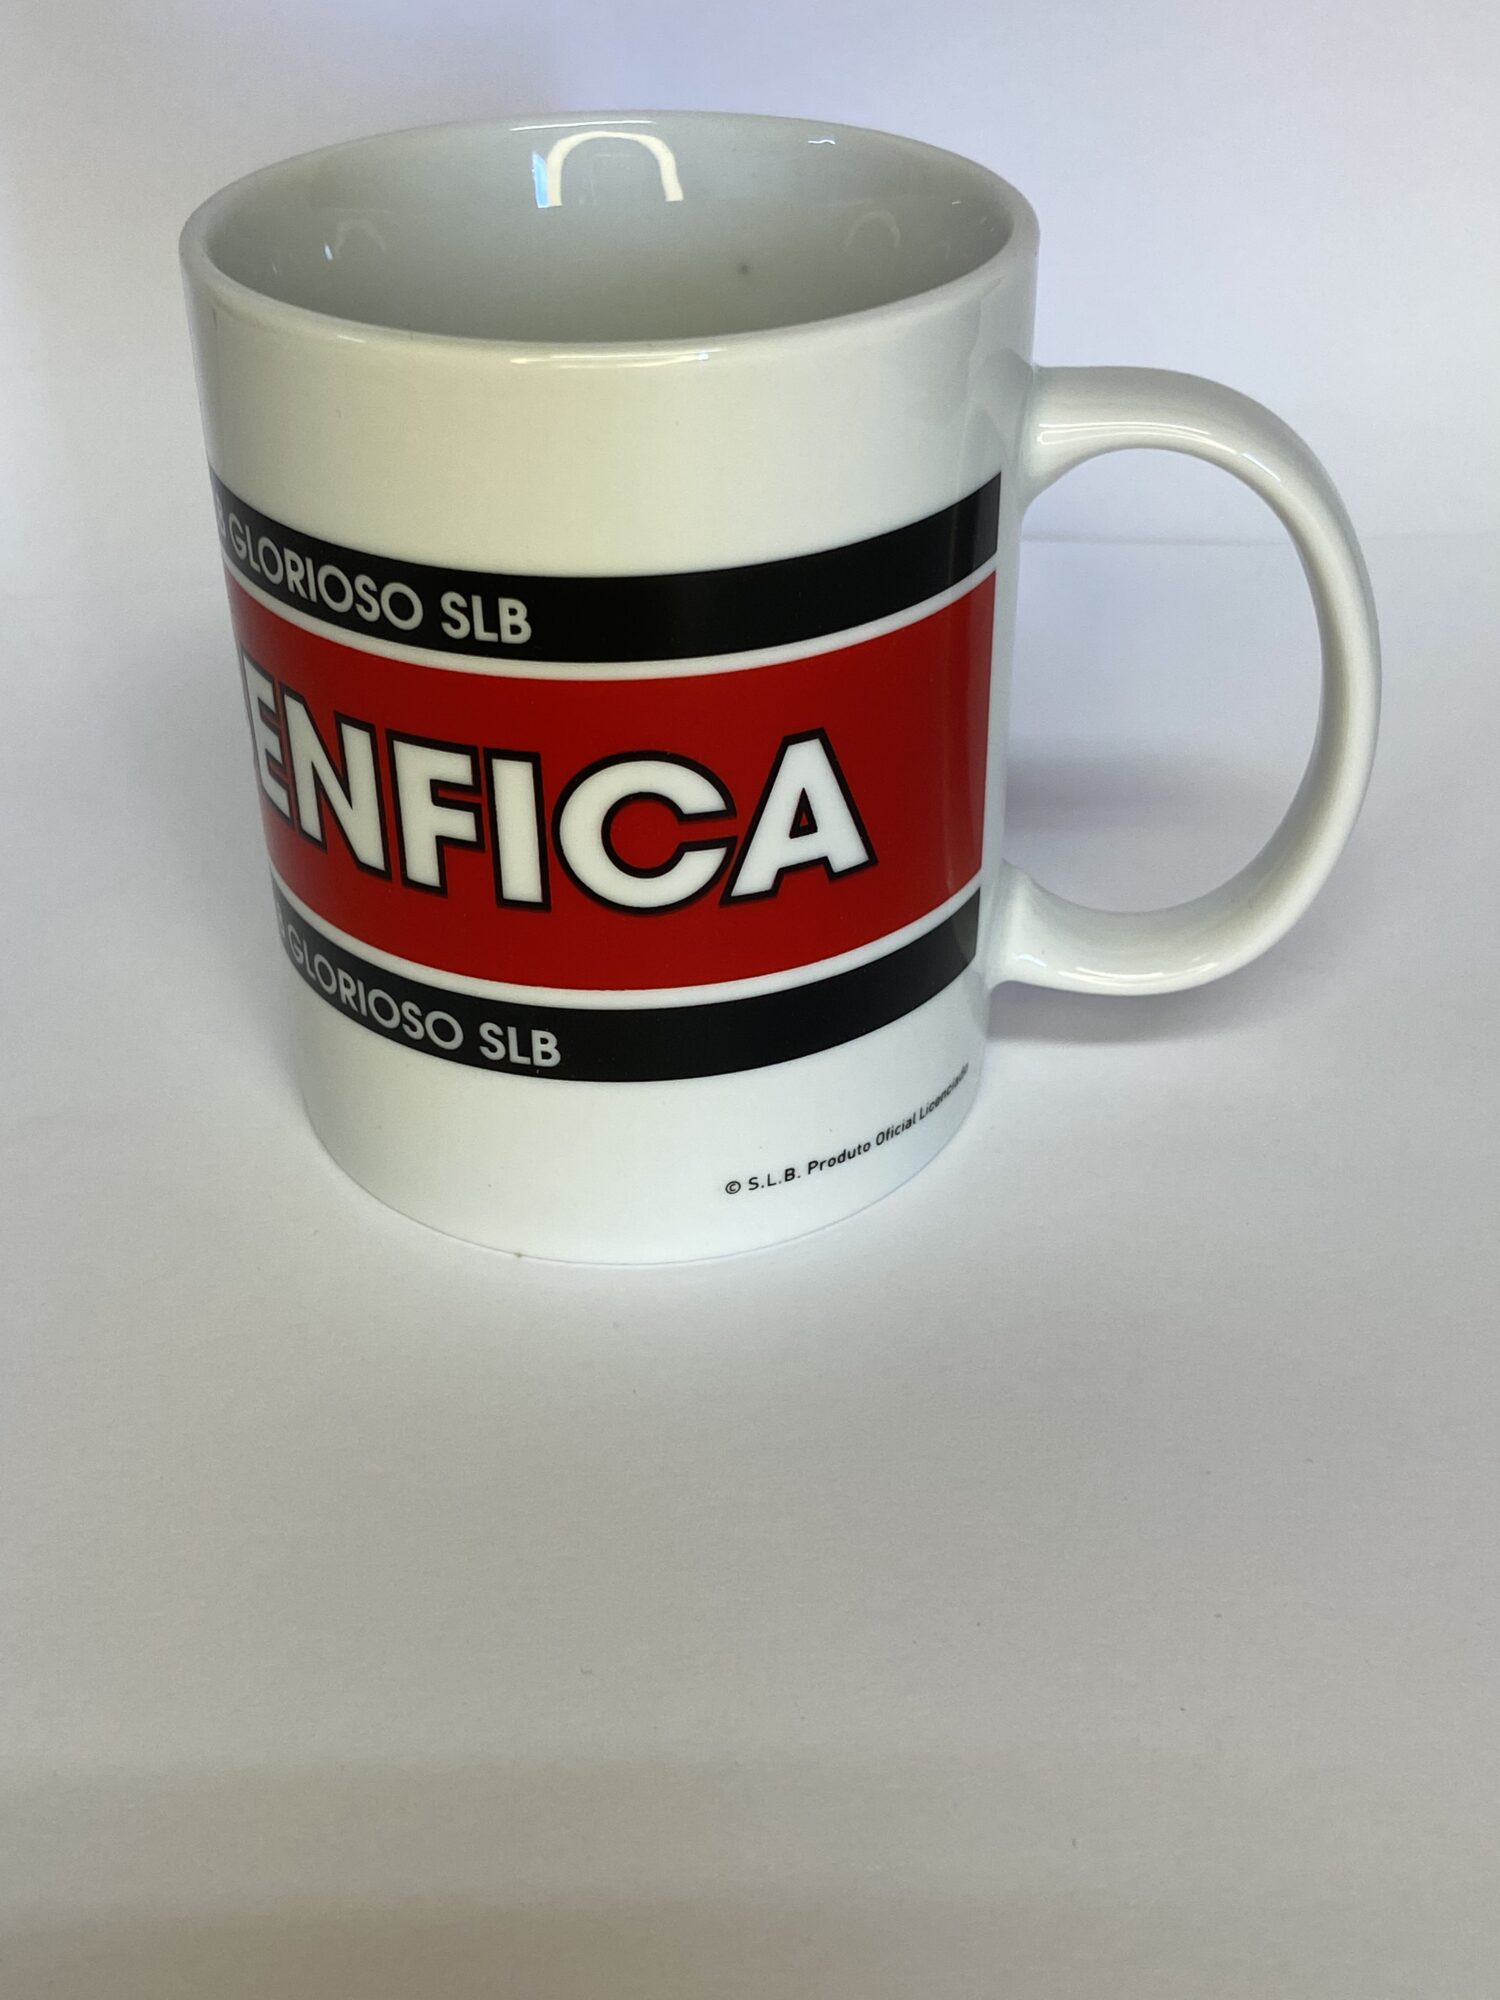 GLORIOSO SLB
ENFICA
GLORIOSO SLB
© S.L.B. Produto Oficial Licenciado